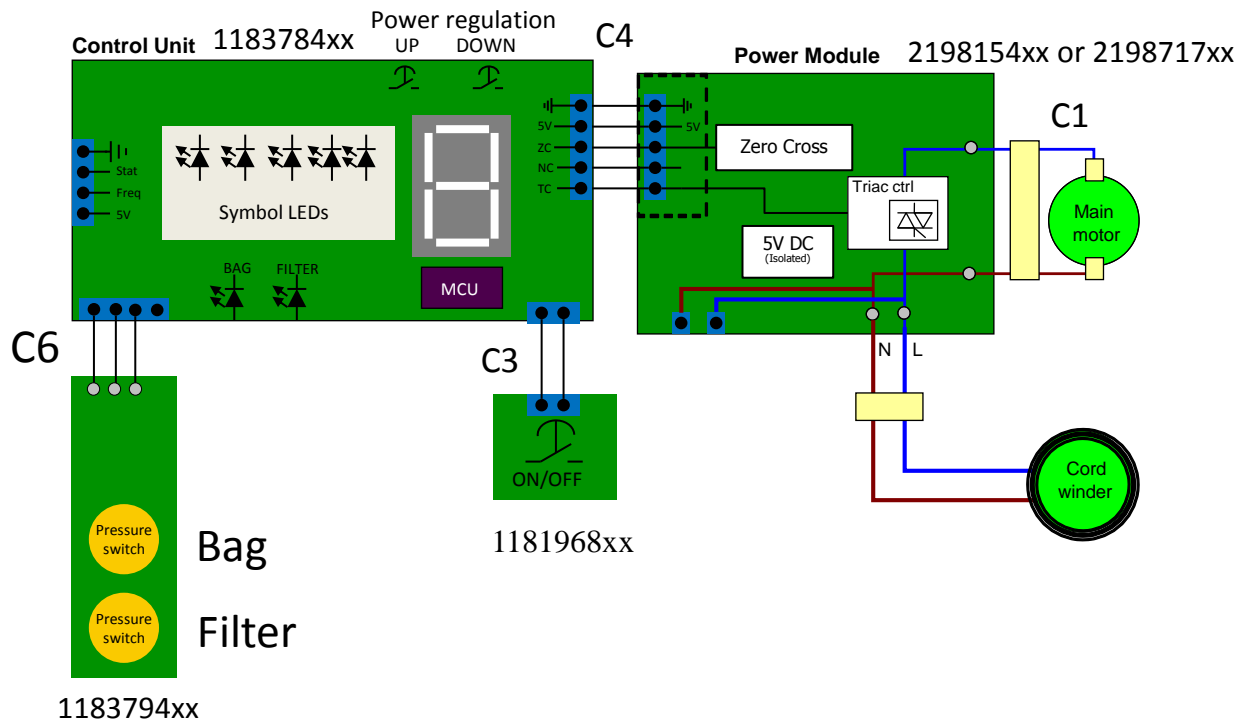 Power regulation
UP DOWN
Control Unit 1183784xx
C4
Power Module 2198154xx or 2198717xx
C1
Stat
Freq
5V
Symbol LEDs
5V
ZC
NC
TC
5V
Zero Cross
Triac ctrl
5V DC
(Isolated)
Main
motor
BAG FILTER
MCU
N L
C6
C3
ON/OFF
1181968xx
Cord
winder
Pressure
switch
Bag
Pressure
switch
Filter
1183794xx